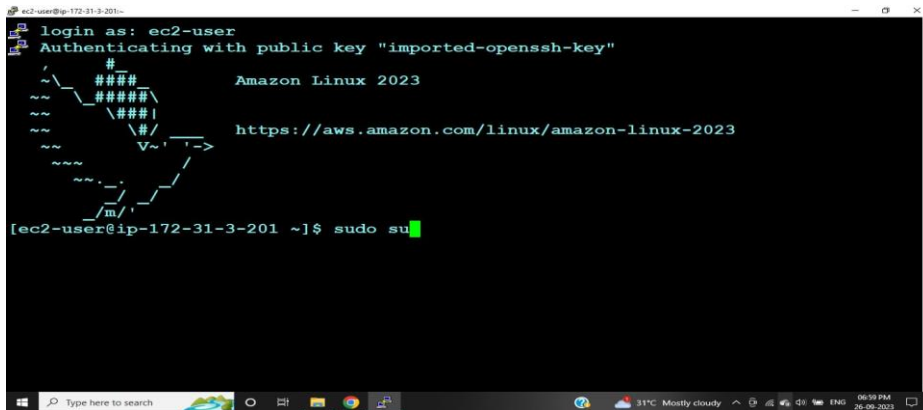 ec2-user@ip-172-31-3-201:~
login as: ec2-user
Authenticating with public key "imported-openssh-key"
   ,     #_
   ~\_  ####_        Amazon Linux 2023
  ~~  \_#####\
  ~~     \###|
  ~~       \#/ ___   https://aws.amazon.com/linux/amazon-linux-2023
   ~~       V~' '->
    ~~~         /
      ~~._.   _/
         _/ _/
       _/m/'
[ec2-user@ip-172-31-3-201 ~]$ sudo su
Type here to search
31°C Mostly cloudy
ENG
06:59 PM
26-09-2023